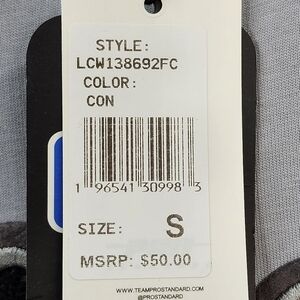 STYLE:
LCW138692FC
COLOR:
CON
1 96541 30998 3
SIZE: S
MSRP: $50.00
WWW.TEAMPROSTANDARD.COM
@PROSTANDARD